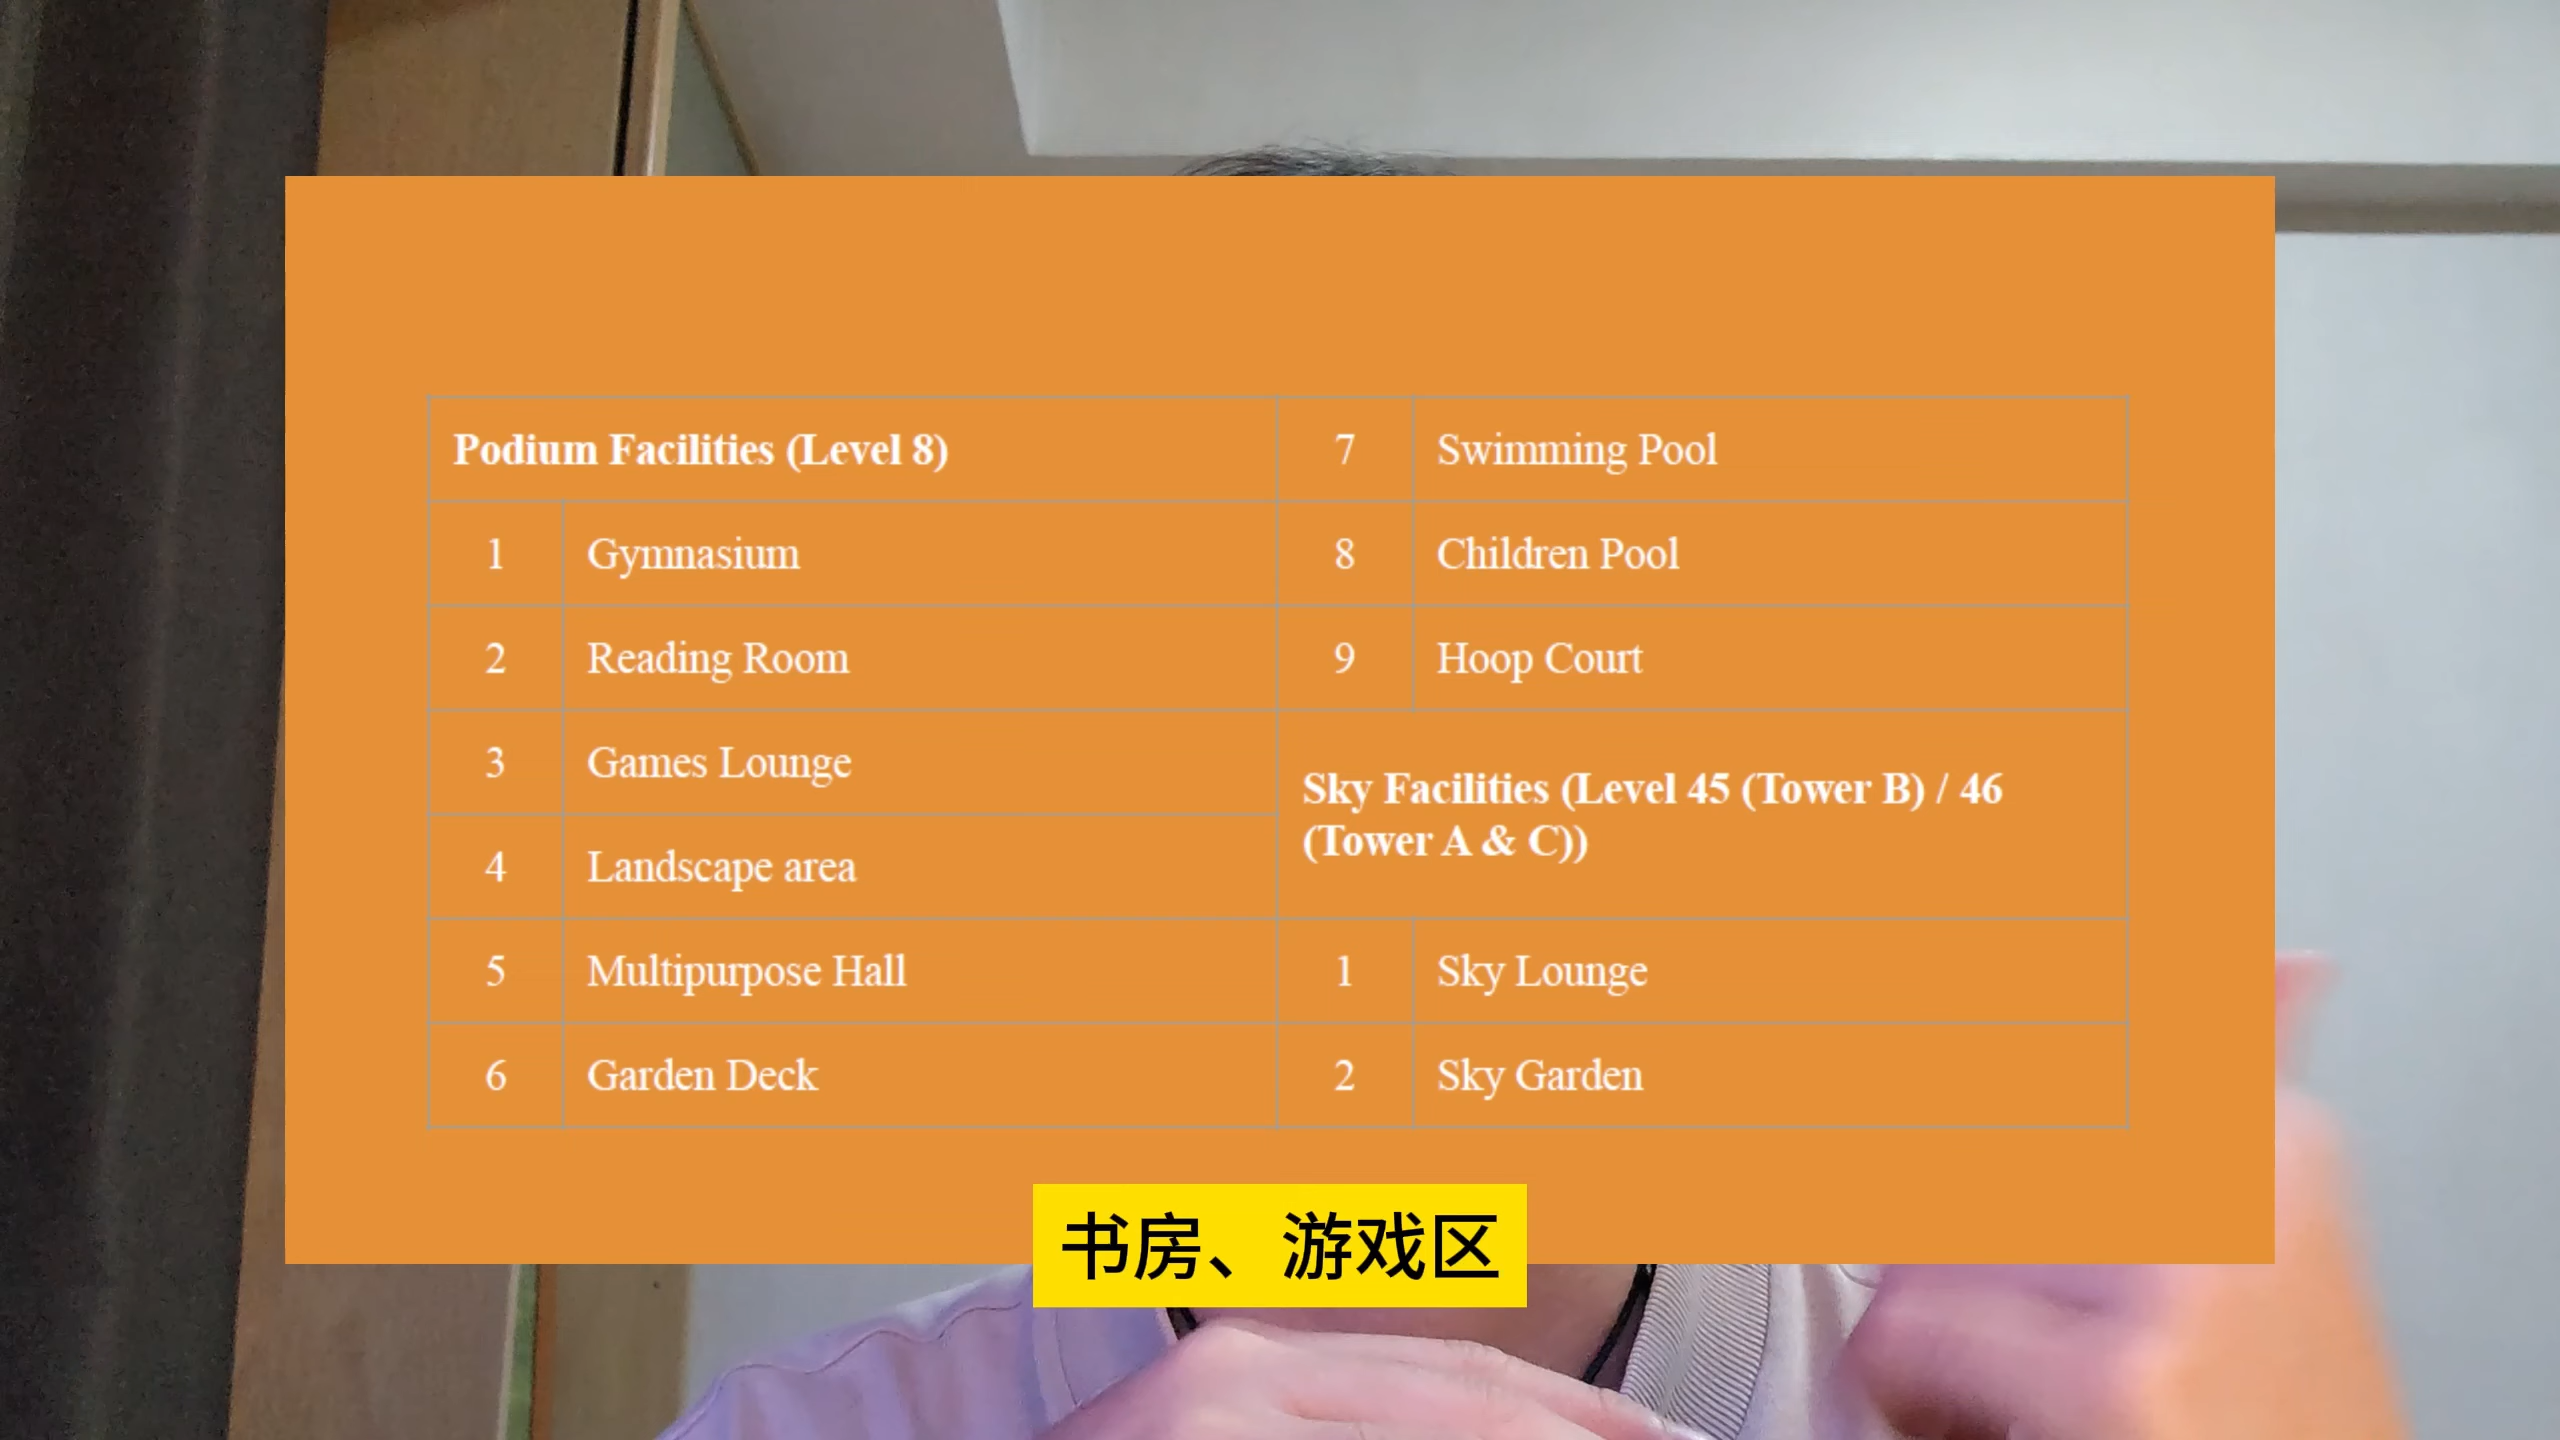 Podium Facilities (Level 8)
1 Gymnasium
2 Reading Room
3 Games Lounge
4 Landscape area
5 Multipurpose Hall
6 Garden Deck
7 Swimming Pool
8 Children Pool
9 Hoop Court
Sky Facilities (Level 45 (Tower B) / 46
(Tower A & C))
1 Sky Lounge
2 Sky Garden
书房、游戏区